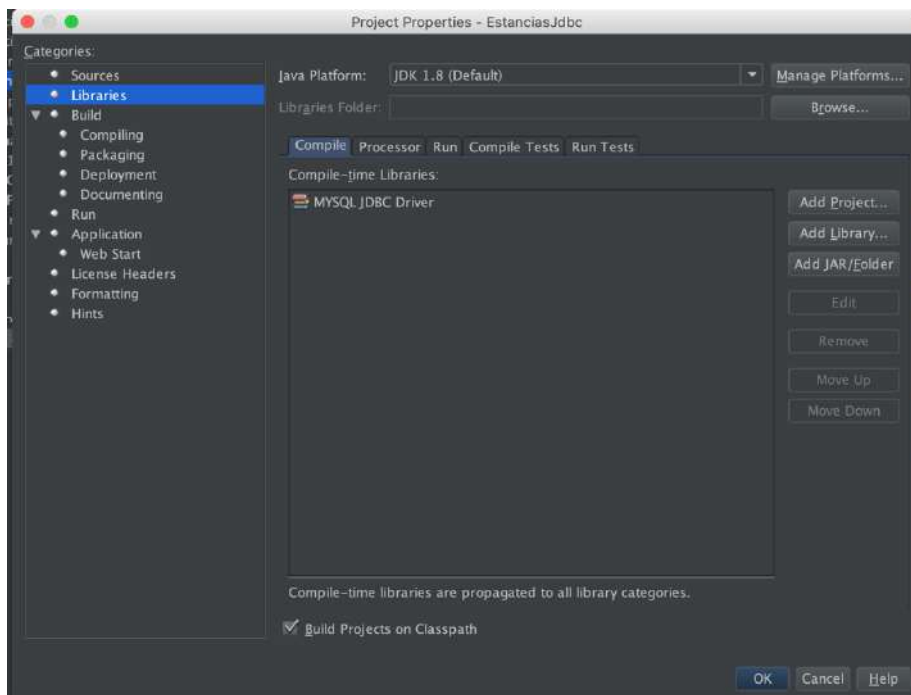 Project Properties - EstanciasJdbc
Categories:
Sources
Libraries
Build
Compiling
Packaging
Deployment
Documenting
Run
Application
Web Start
License Headers
Formatting
Hints
Java Platform: JDK 1.8 (Default) Manage Platforms...
Libraries Folder: Browse...
Compile Processor Run Compile Tests Run Tests
Compile-time Libraries:
MYSQL JDBC Driver
Add Project...
Add Library...
Add JAR/Folder
Edit
Remove
Move Up
Move Down
Compile-time libraries are propagated to all library categories.
Build Projects on Classpath
OK Cancel Help